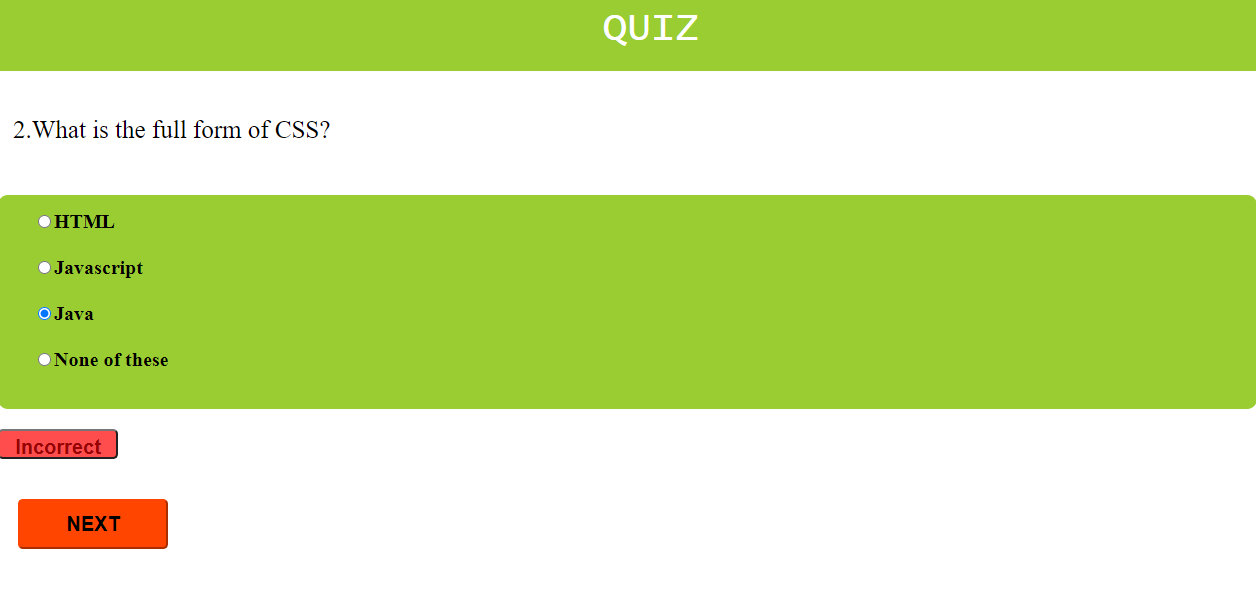 QUIZ
2.What is the full form of CSS?
HTML
Javascript
Java
None of these
Incorrect
NEXT